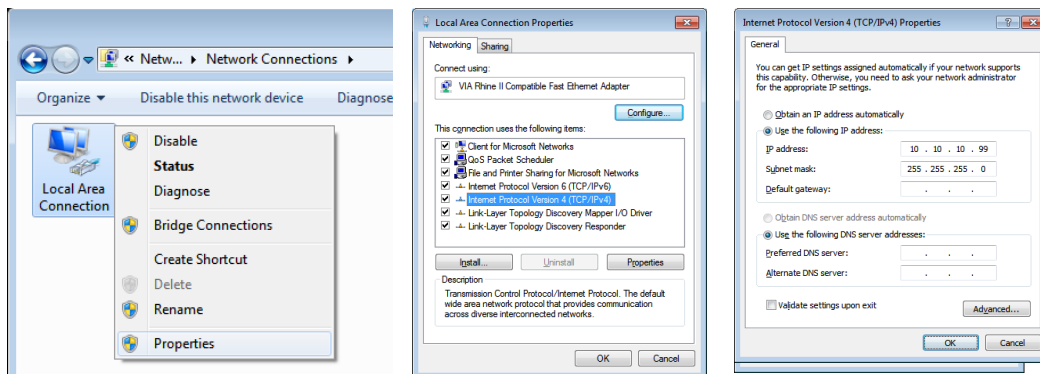 « Netw... ▸ Network Connections ▸
Organize ▾ Disable this network device Diagnose
Local Area
Connection
Disable
Status
Diagnose
Bridge Connections
Create Shortcut
Delete
Rename
Properties
Local Area Connection Properties
Networking Sharing
Connect using:
VIA Rhine II Compatible Fast Ethernet Adapter
Configure...
This connection uses the following items:
Client for Microsoft Networks
QoS Packet Scheduler
File and Printer Sharing for Microsoft Networks
Internet Protocol Version 6 (TCP/IPv6)
Internet Protocol Version 4 (TCP/IPv4)
Link-Layer Topology Discovery Mapper I/O Driver
Link-Layer Topology Discovery Responder
Install... Uninstall Properties
Description
Transmission Control Protocol/Internet Protocol. The default
wide area network protocol that provides communication
across diverse interconnected networks.
OK Cancel
Internet Protocol Version 4 (TCP/IPv4) Properties
General
You can get IP settings assigned automatically if your network supports
this capability. Otherwise, you need to ask your network administrator
for the appropriate IP settings.
Obtain an IP address automatically
Use the following IP address:
IP address: 10 . 10 . 10 . 99
Subnet mask: 255 . 255 . 255 . 0
Default gateway: . . .
Obtain DNS server address automatically
Use the following DNS server addresses:
Preferred DNS server: . . .
Alternate DNS server: . . .
Validate settings upon exit Advanced...
OK Cancel